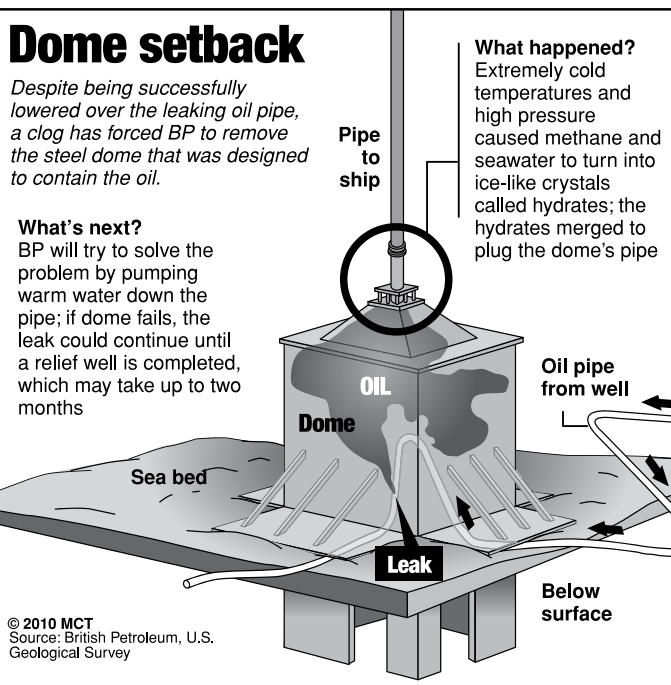 Dome setback
Despite being successfully
lowered over the leaking oil pipe,
a clog has forced BP to remove
the steel dome that was designed
to contain the oil.
What's next?
BP will try to solve the
problem by pumping
warm water down the
pipe; if dome fails, the
leak could continue until
a relief well is completed,
which may take up to two
months
Pipe
to
ship
What happened?
Extremely cold
temperatures and
high pressure
caused methane and
seawater to turn into
ice-like crystals
called hydrates; the
hydrates merged to
plug the dome's pipe
OIL
Dome
Oil pipe
from well
Sea bed
Leak
Below
surface
© 2010 MCT
Source: British Petroleum, U.S.
Geological Survey